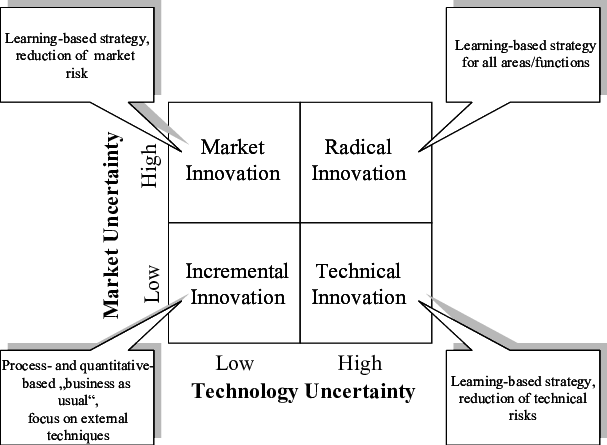 Learning-based strategy,
reduction of market
risk
Learning-based strategy
for all areas/functions
Market Uncertainty
High
Low
Market
Innovation
Radical
Innovation
Incremental
Innovation
Technical
Innovation
Low
High
Technology Uncertainty
Process- and quantitative-
based „business as
usual“,
focus on external
techniques
Learning-based strategy,
reduction of technical
risks